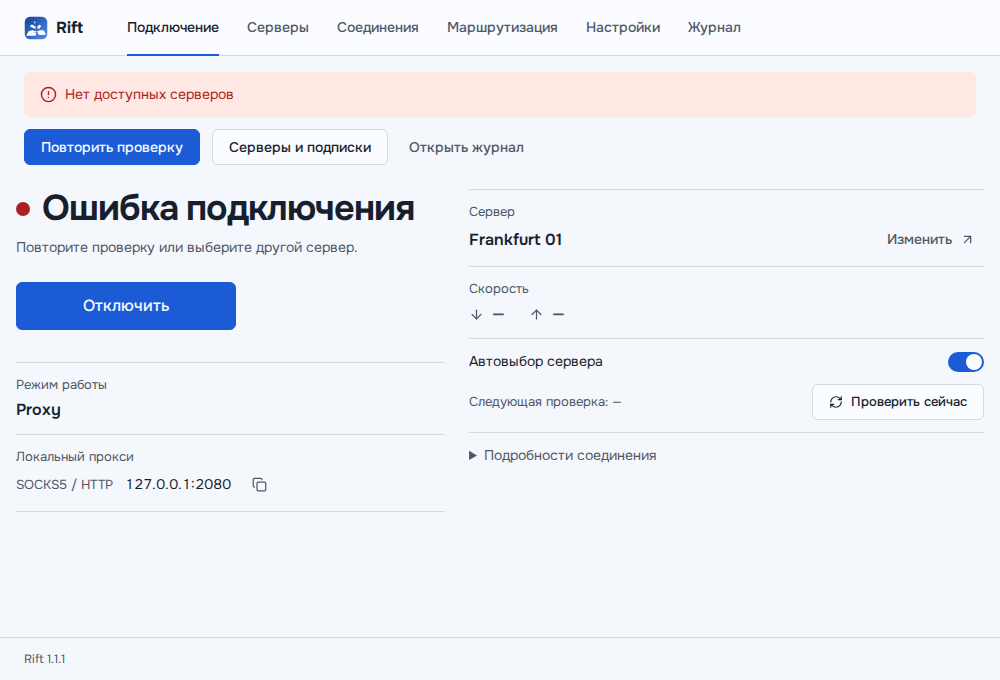 Rift
Подключение
Серверы
Соединения
Маршрутизация
Настройки
Журнал
Нет доступных серверов
Повторить проверку
Серверы и подписки
Открыть журнал
Ошибка подключения
Повторите проверку или выберите другой сервер.
Отключить
Режим работы
Proxy
Локальный прокси
SOCKS5 / HTTP 127.0.0.1:2080
Сервер
Frankfurt 01
Изменить
Скорость
↓ — ↑ —
Автовыбор сервера
Следующая проверка: —
Проверить сейчас
Подробности соединения
Rift 1.1.1